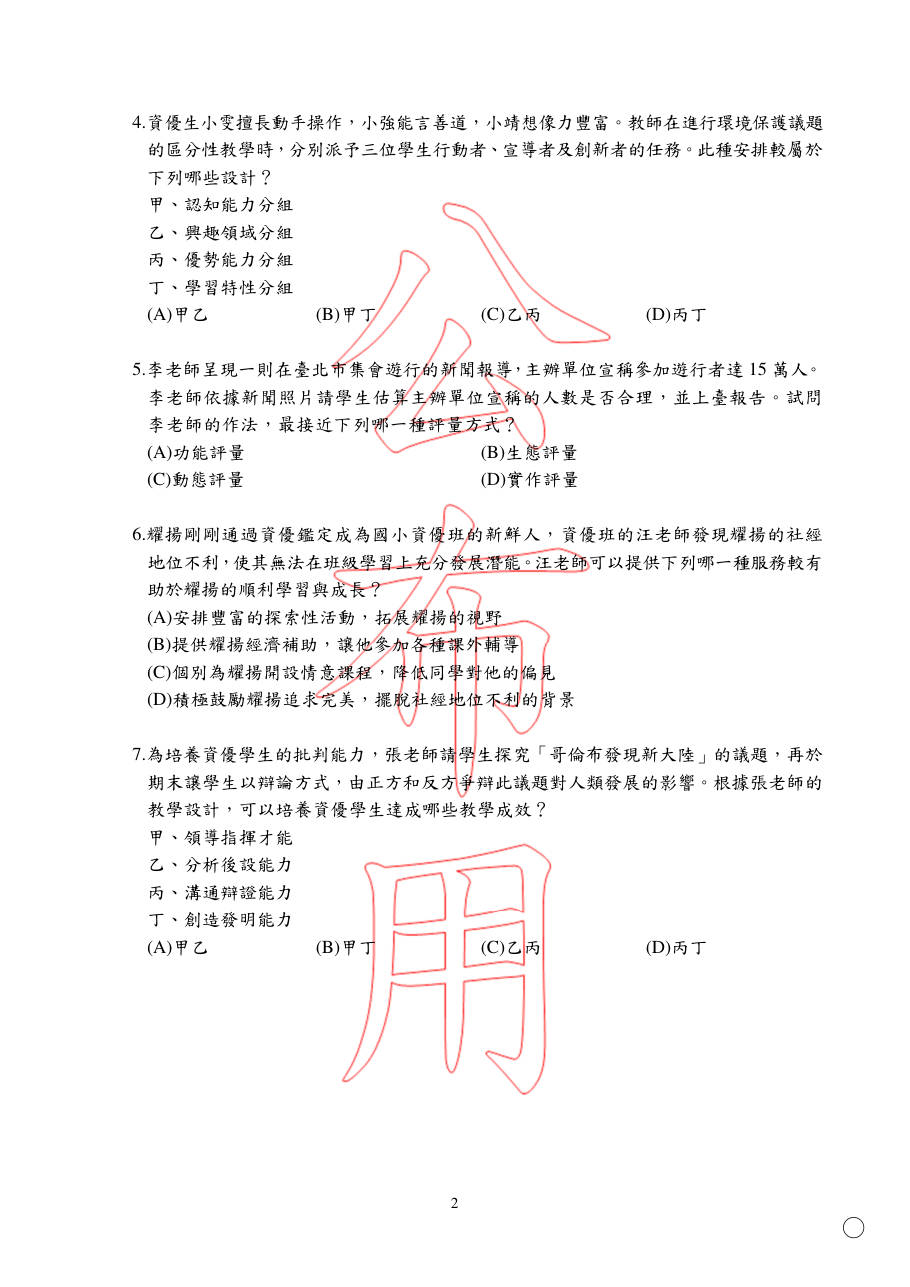 4.資優生小雯擅長動手操作，小強能言善道，小靖想像力豐富。教師在進行環境保護議題
的區分性教學時，分別派予三位學生行動者、宣導者及創新者的任務。此種安排較屬於
下列哪些設計？
甲、認知能力分組
乙、興趣領域分組
丙、優勢能力分組
丁、學習特性分組
(A)甲乙 (B)甲丁 (C)乙丙 (D)丙丁
5.李老師呈現一則在臺北市集會遊行的新聞報導，主辦單位宣稱參加遊行者達 15 萬人。
李老師依據新聞照片請學生估算主辦單位宣稱的人數是否合理，並上臺報告。試問
李老師的作法，最接近下列哪一種評量方式？
(A)功能評量 (B)生態評量
(C)動態評量 (D)實作評量
6.耀揚剛剛通過資優鑑定成為國小資優班的新鮮人，資優班的汪老師發現耀揚的社經
地位不利，使其無法在班級學習上充分發展潛能。汪老師可以提供下列哪一種服務較有
助於耀揚的順利學習與成長？
(A)安排豐富的探索性活動，拓展耀揚的視野
(B)提供耀揚經濟補助，讓他參加各種課外輔導
(C)個別為耀揚開設情意課程，降低同學對他的偏見
(D)積極鼓勵耀揚追求完美，擺脫社經地位不利的背景
7.為培養資優學生的批判能力，張老師請學生探究「哥倫布發現新大陸」的議題，再於
期末讓學生以辯論方式，由正方和反方爭辯此議題對人類發展的影響。根據張老師的
教學設計，可以培養資優學生達成哪些教學成效？
甲、領導指揮才能
乙、分析後設能力
丙、溝通辯證能力
丁、創造發明能力
(A)甲乙 (B)甲丁 (C)乙丙 (D)丙丁
公布用
2